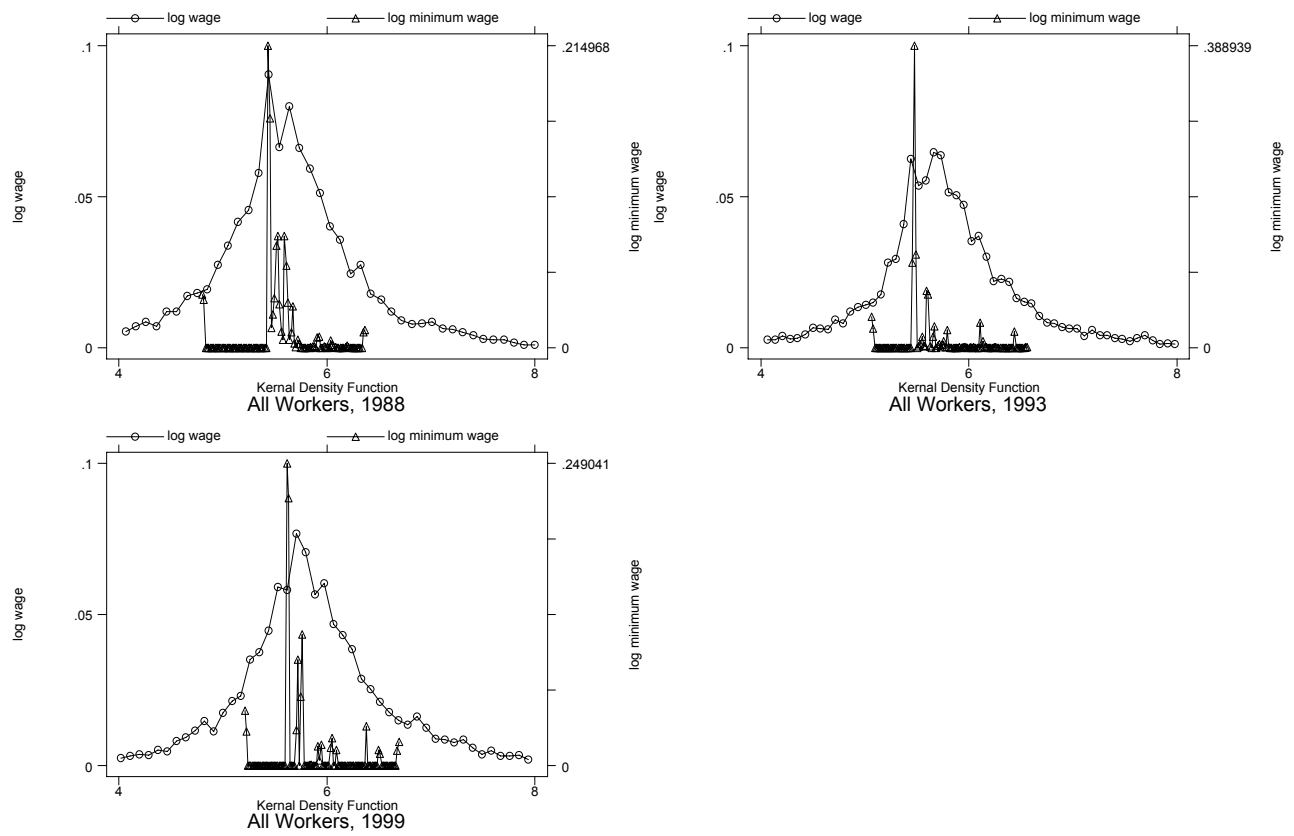 log wage log minimum wage
.1
.05
0
.214968
0
log wage
log minimum wage
4 6 8
Kernal Density Function
All Workers, 1988
log wage log minimum wage
.1
.05
0
.388939
0
log wage
log minimum wage
4 6 8
Kernal Density Function
All Workers, 1993
log wage log minimum wage
.1
.05
0
.249041
0
log wage
log minimum wage
4 6 8
Kernal Density Function
All Workers, 1999